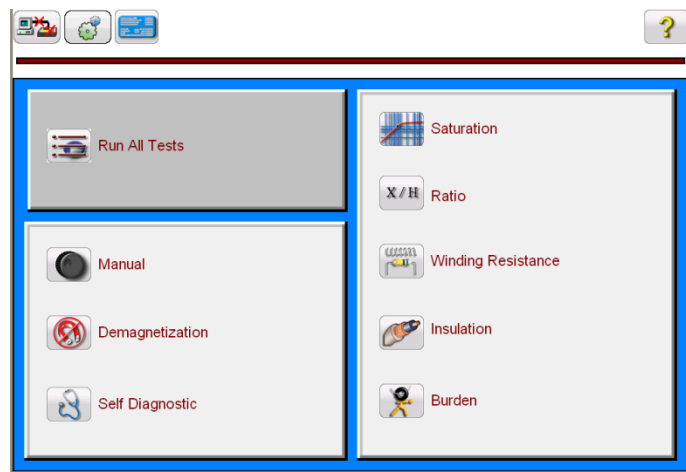 ?
Run All Tests
Manual
Demagnetization
Self Diagnostic
Saturation
X/H Ratio
Winding Resistance
Insulation
Burden